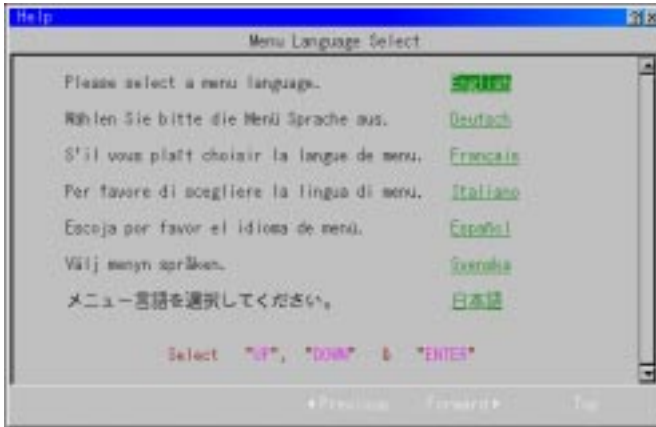 Help
Menu Language Select
Please select a menu language. English
Wählen Sie bitte die Menü Sprache aus. Deutsch
S'il vous plaît choisir la langue de menu. Français
Per favore di scegliere la lingua di menu. Italiano
Escoja por favor el idioma de menú. Español
Välj menyn språken. Svenska
メニュー言語を選択してください。 日本語
Select "UP", "DOWN" & "ENTER"
◄Previous Forward► Top